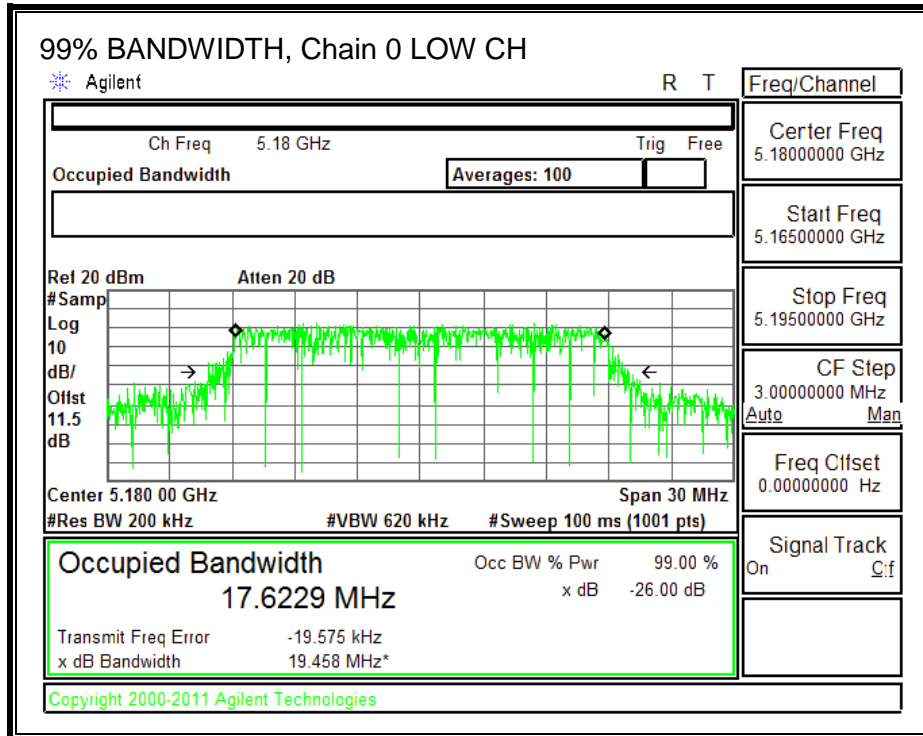 99% BANDWIDTH, Chain 0 LOW CH
Agilent
R T
Freq/Channel
Ch Freq 5.18 GHz
Trig Free
Occupied Bandwidth
Averages: 100
Center Freq
5.18000000 GHz
Start Freq
5.16500000 GHz
Stop Freq
5.19500000 GHz
CF Step
3.00000000 MHz
Auto Man
Freq Offset
0.00000000 Hz
Signal Track
On Off
Ref 20 dBm
Atten 20 dB
#Samp
Log
10
dB/
Offst
11.5
dB
Center 5.180 00 GHz
Span 30 MHz
#Res BW 200 kHz
#VBW 620 kHz
#Sweep 100 ms (1001 pts)
Occupied Bandwidth
17.6229 MHz
Occ BW % Pwr 99.00 %
x dB -26.00 dB
Transmit Freq Error -19.575 kHz
x dB Bandwidth 19.458 MHz*
Copyright 2000-2011 Agilent Technologies